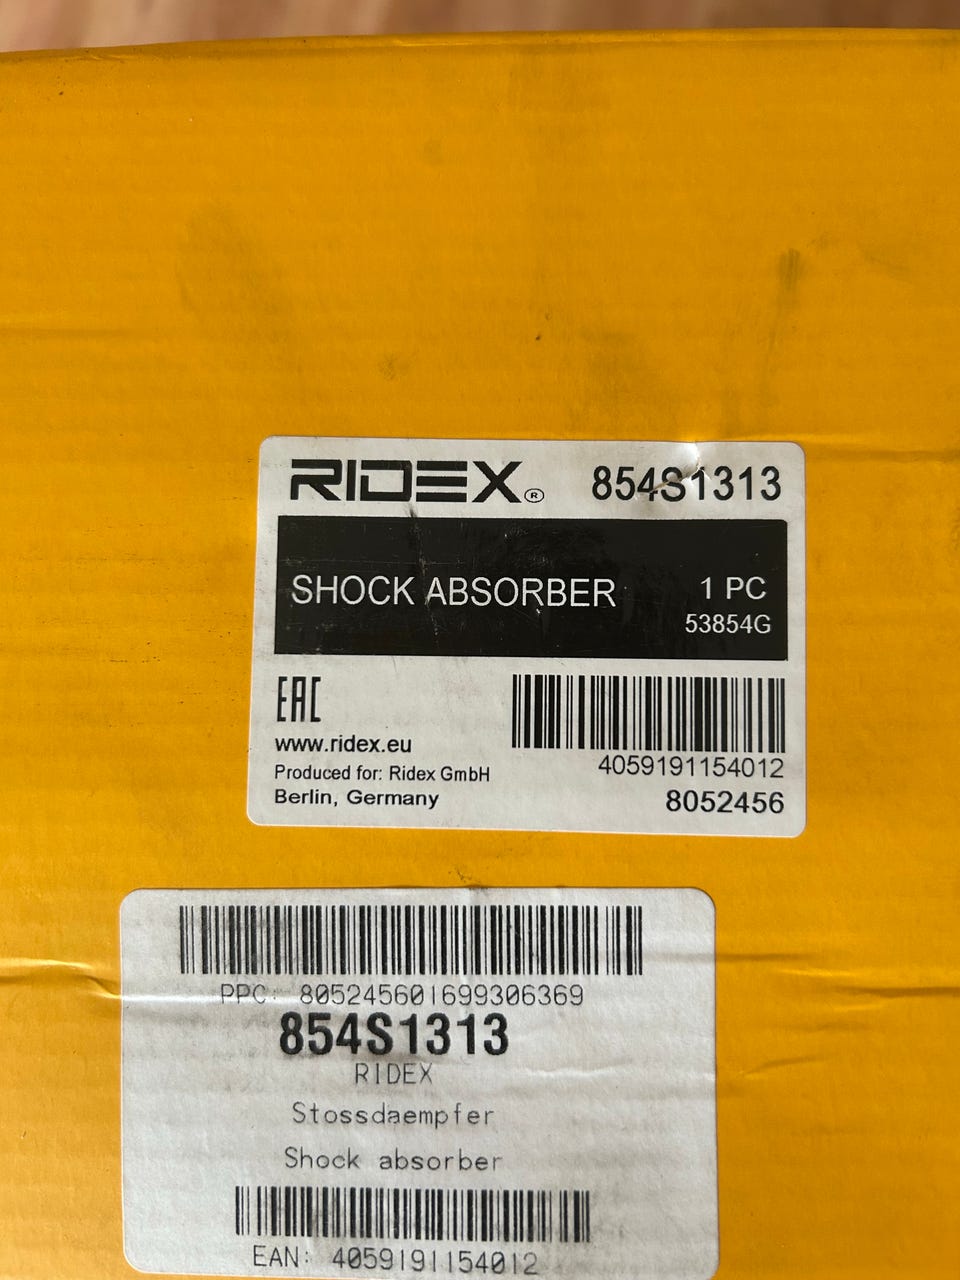 RIDEX® 854S1313
SHOCK ABSORBER 1 PC
53854G
EAC
www.ridex.eu
Produced for: Ridex GmbH
Berlin, Germany
4059191154012
8052456
PPC: 805245601699306369
854S1313
RIDEX
Stossdaempfer
Shock absorber
EAN: 4059191154012